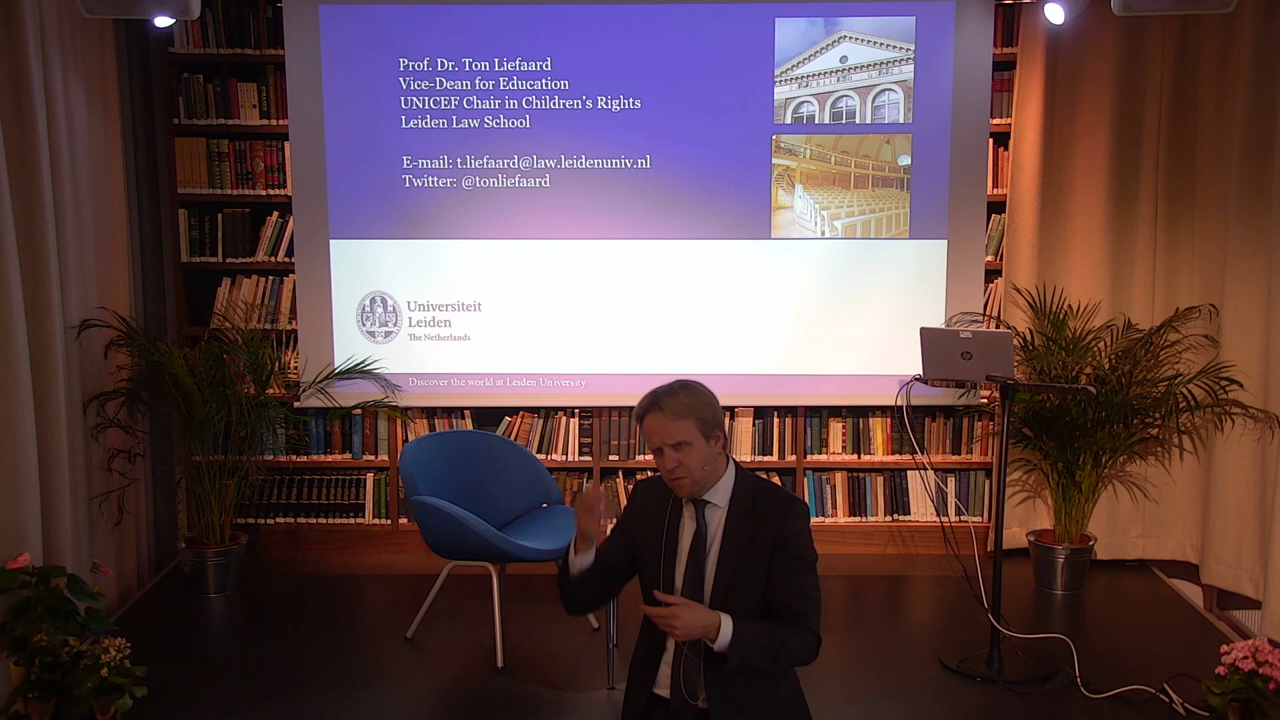 Prof. Dr. Ton Liefaard
Vice-Dean for Education
UNICEF Chair in Children's Rights
Leiden Law School
E-mail: t.liefaard@law.leidenuniv.nl
Twitter: @tonliefaard
Universiteit
Leiden
The Netherlands
Discover the world at Leiden University
hp